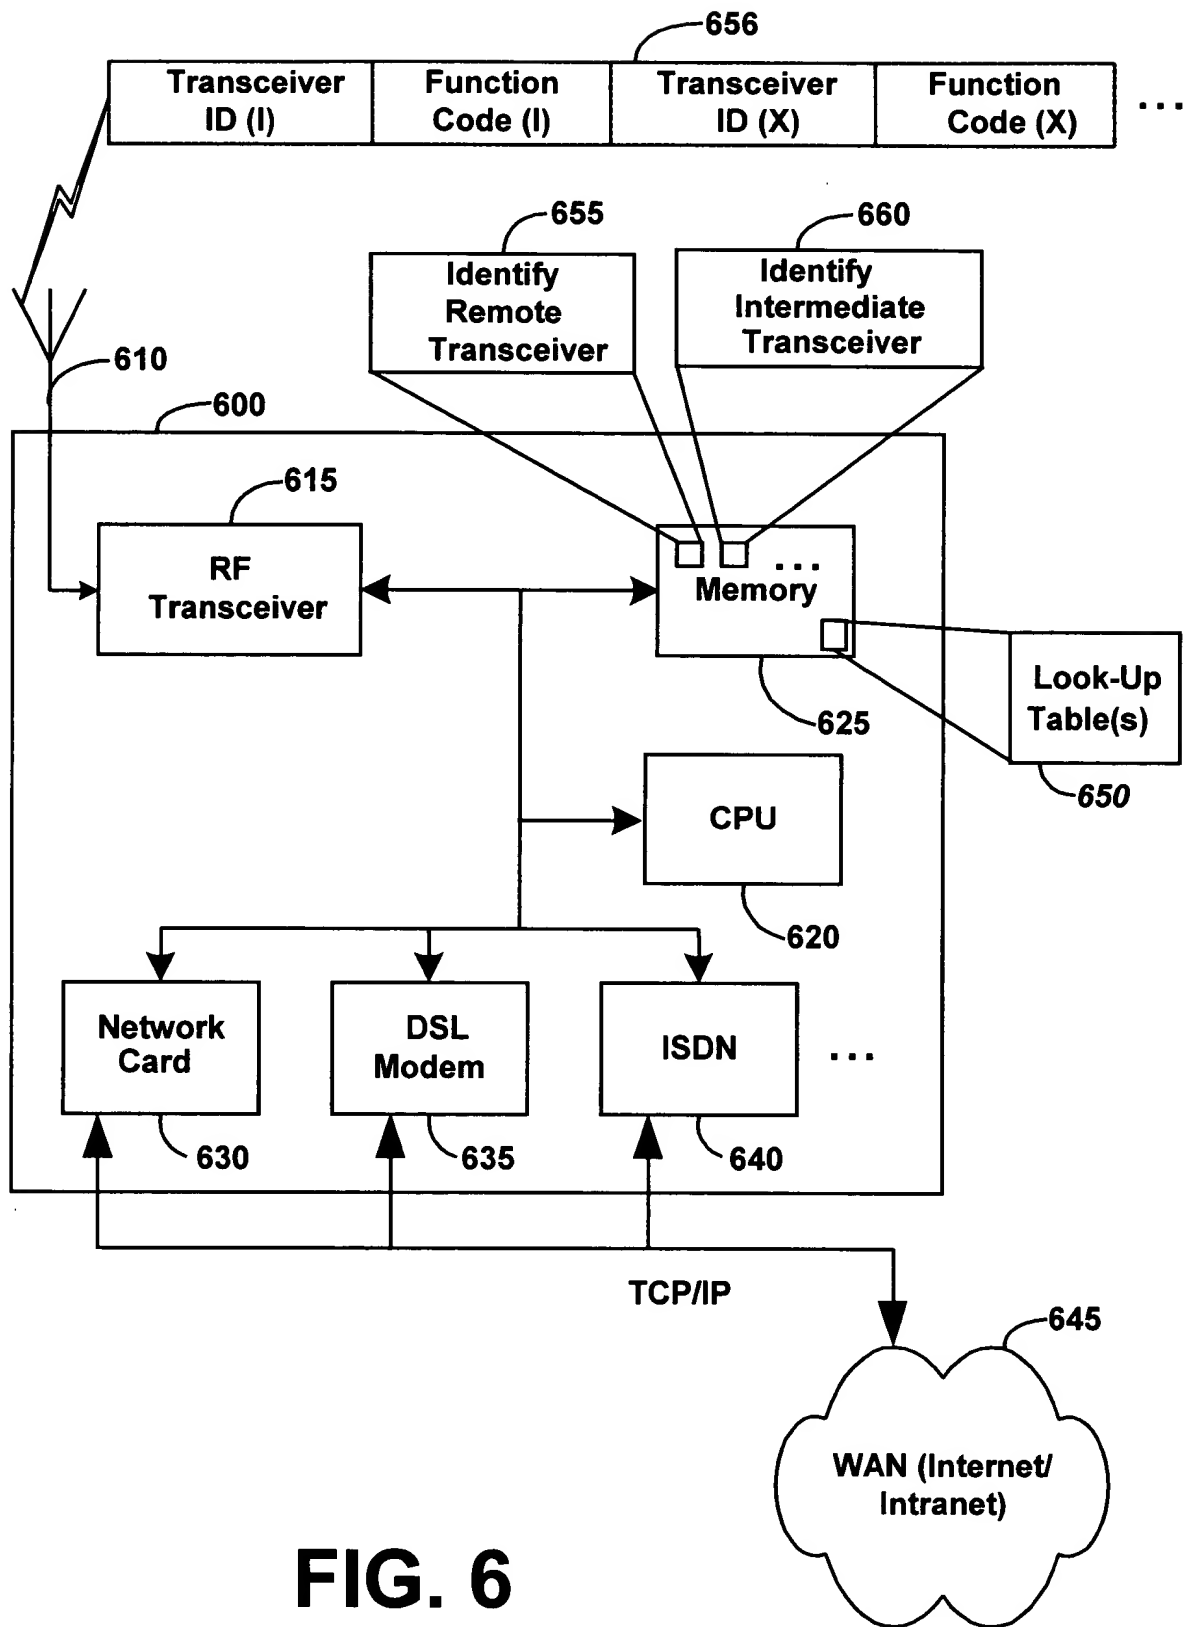 656
Transceiver
ID (I)
Function
Code (I)
Transceiver
ID (X)
Function
Code (X)
...
655
660
Identify
Remote
Transceiver
Identify
Intermediate
Transceiver
610
600
615
RF
Transceiver
...
Memory
625
Look-Up
Table(s)
650
CPU
620
Network
Card
DSL
Modem
ISDN
...
630
635
640
TCP/IP
645
WAN (Internet/
Intranet)
FIG. 6